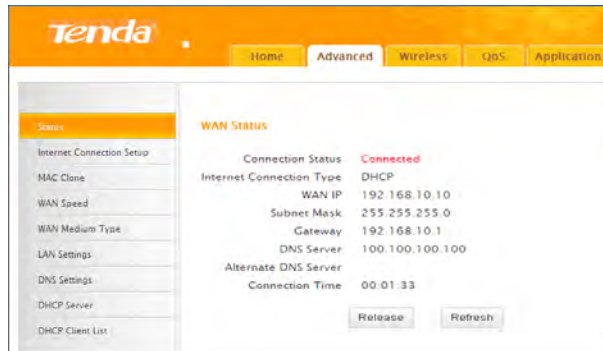 Tenda
Home Advanced Wireless QoS Application
Status
Internet Connection Setup
MAC Clone
WAN Speed
WAN Medium Type
LAN Settings
DNS Settings
DHCP Server
DHCP Client List
WAN Status
Connection Status Connected
Internet Connection Type DHCP
WAN IP 192.168.10.10
Subnet Mask 255.255.255.0
Gateway 192.168.10.1
DNS Server 100.100.100.100
Alternate DNS Server
Connection Time 00:01:33
Release Refresh